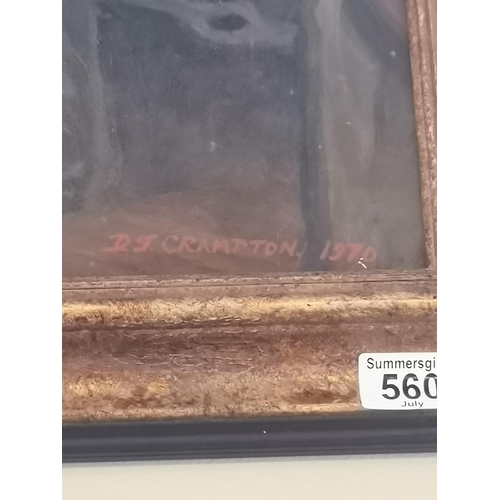 D J CRAMPTON. 1970
Summersgi
560
July